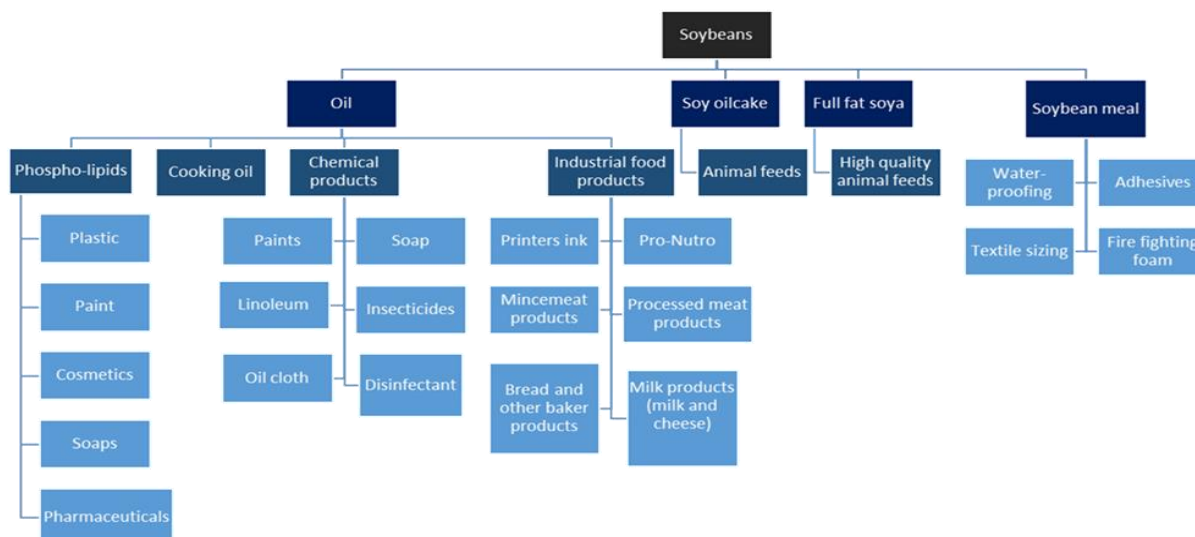 Soybeans
Oil
Soy oilcake
Full fat soya
Soybean meal
Phospho-lipids
Cooking oil
Chemical
products
Industrial food
products
Animal feeds
High quality
animal feeds
Water-
proofing
Adhesives
Textile sizing
Fire fighting
foam
Plastic
Paint
Cosmetics
Soaps
Pharmaceuticals
Paints
Soap
Linoleum
Insecticides
Oil cloth
Disinfectant
Printers ink
Pro-Nutro
Mincemeat
products
Processed meat
products
Bread and
other baker
products
Milk products
(milk and
cheese)